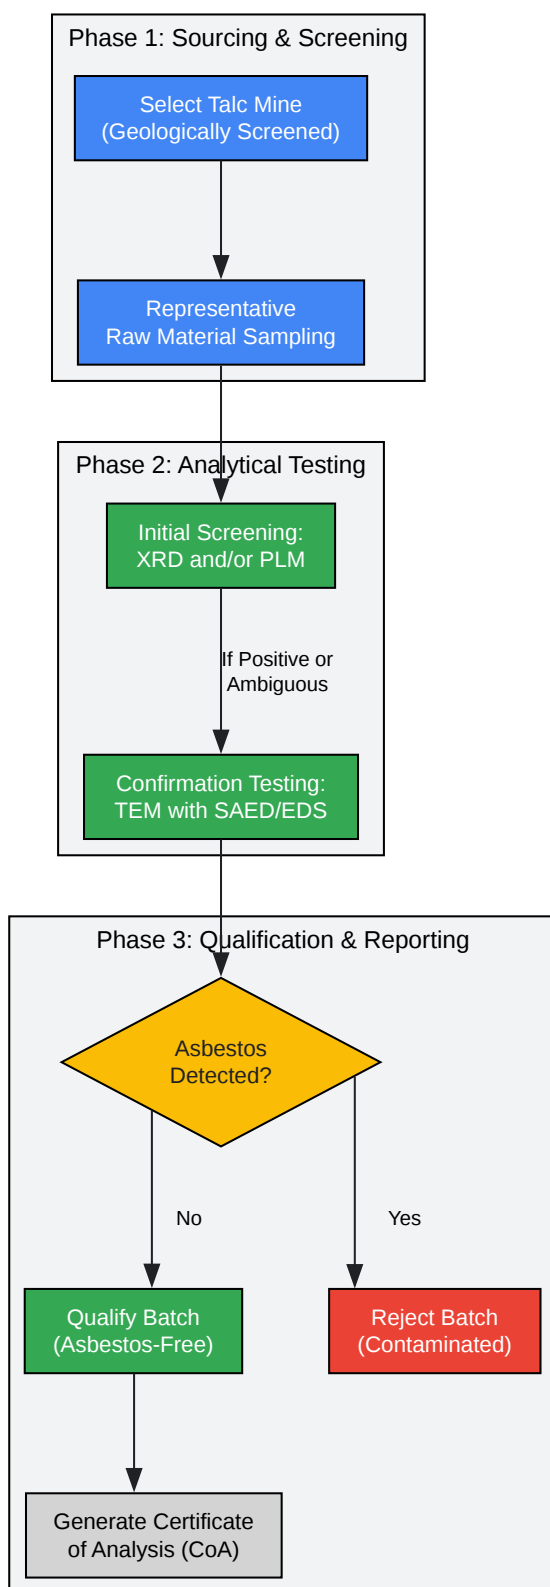 Phase 1: Sourcing & Screening
Select Talc Mine
(Geologically Screened)
Representative
Raw Material Sampling
Phase 2: Analytical Testing
Initial Screening:
XRD and/or PLM
If Positive or
Ambiguous
Confirmation Testing:
TEM with SAED/EDS
Phase 3: Qualification & Reporting
Asbestos
Detected?
No
Yes
Qualify Batch
(Asbestos-Free)
Reject Batch
(Contaminated)
Generate Certificate
of Analysis (CoA)